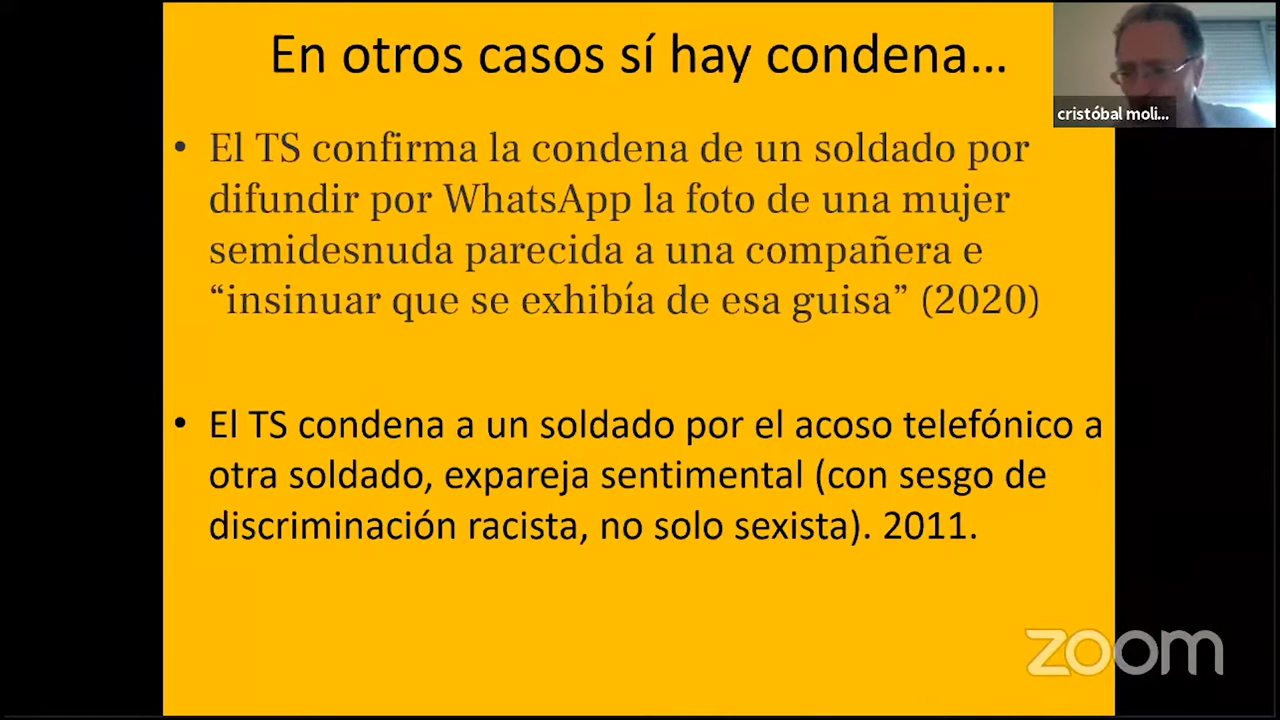 En otros casos sí hay condena...
cristóbal moli...
• El TS confirma la condena de un soldado por
difundir por WhatsApp la foto de una mujer
semidesnuda parecida a una compañera e
“insinuar que se exhibía de esa guisa” (2020)
• El TS condena a un soldado por el acoso telefónico a
otra soldado, expareja sentimental (con sesgo de
discriminación racista, no solo sexista). 2011.
zoom